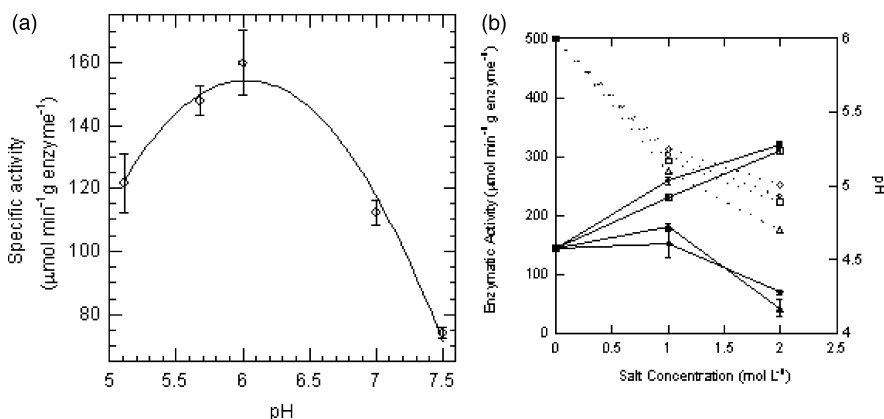 (a)
160
140
120
100
80
Specific activity
(μmol min⁻¹ g enzyme⁻¹)
5 5.5 6 6.5 7 7.5
pH
(b)
500
400
300
200
100
0
Enzymatic Activity (μmol min⁻¹ g enzyme⁻¹)
6
5.5
5
4.5
4
pH
0 0.5 1 1.5 2 2.5
Salt Concentration (mol L⁻¹)